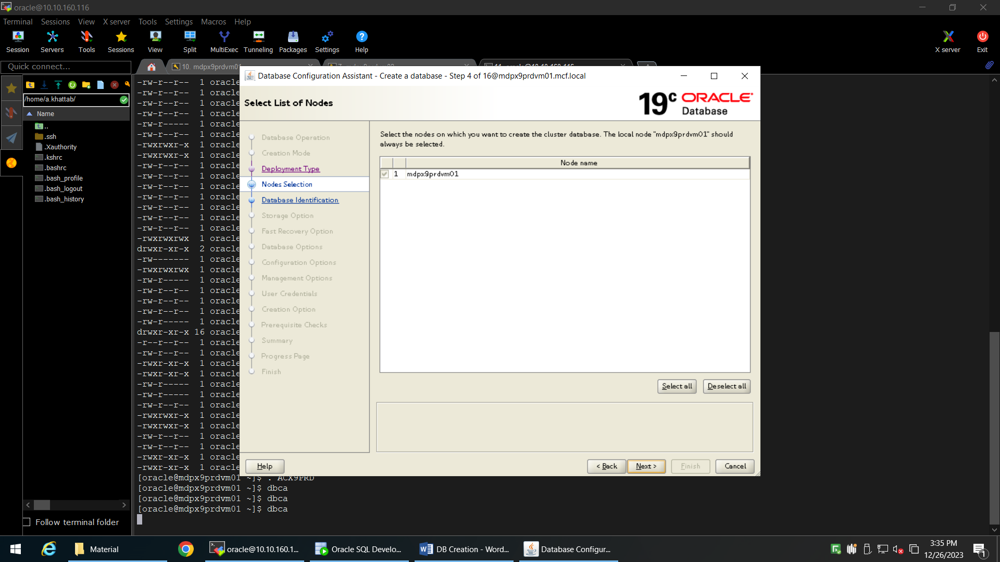 oracle@10.10.160.116
Terminal Sessions View X server Tools Settings Macros Help
Session Servers Tools Sessions View Split MultiExec Tunneling Packages Settings Help X server Exit
Quick connect...
10. mdpx9prdvm01
/home/a.khattab/
Name
..
.ssh
.Xauthority
.kshrc
.bashrc
.bash_profile
.bash_logout
.bash_history
Follow terminal folder
-rw-r--r-- 1 oracle
-rw-r--r-- 1 oracle
-rw-r--r-- 1 oracle
-rw-r--r-- 1 oracle
-rw-r----- 1 oracle
-rw-r--r-- 1 oracle
-rwxrwxr-x 1 oracle
-rwxrwxr-x 1 oracle
-rw-r--r-- 1 oracle
-rw-r--r-- 1 oracle
-rw-r--r-- 1 oracle
-rw-r--r-- 1 oracle
-rw-r--r-- 1 oracle
-rw-r--r-- 1 oracle
-rw-r--r-- 1 oracle
-rwxrwxrwx 1 oracle
drwxr-xr-x 2 oracle
-rw------- 1 oracle
-rwxrwxrwx 1 oracle
-rw-r----- 1 oracle
-rw-r--r-- 1 oracle
-rw-r--r-- 1 oracle
-rw-r--r-- 1 oracle
-rw-r----- 1 oracle
drwxr-xr-x 16 oracle
-r--r--r-- 1 oracle
-rw-r--r-- 1 oracle
-rwxr-xr-x 1 oracle
-rwxr-xr-x 1 oracle
-rw-r----- 1 oracle
-rw-r----- 1 oracle
-rw-r--r-- 1 oracle
-rwxrwxr-x 1 oracle
-rwxrwxr-x 1 oracle
-rw-r--r-- 1 oracle
-rw-r--r-- 1 oracle
-rwxr-xr-x 1 oracle
-rwxr-xr-x 1 oracle
[oracle@mdpx9prdvm01 ~]$ . ACX9PRD
[oracle@mdpx9prdvm01 ~]$ dbca
[oracle@mdpx9prdvm01 ~]$ dbca
[oracle@mdpx9prdvm01 ~]$ dbca
Database Configuration Assistant - Create a database - Step 4 of 16@mdpx9prdvm01.mcf.local
Select List of Nodes
19c ORACLE
Database
Database Operation
Creation Mode
Deployment Type
Nodes Selection
Database Identification
Storage Option
Fast Recovery Option
Database Options
Configuration Options
Management Options
User Credentials
Creation Option
Prerequisite Checks
Summary
Progress Page
Finish
Select the nodes on which you want to create the cluster database. The local node "mdpx9prdvm01" should
always be selected.
Node name
1 mdpx9prdvm01
Select all Deselect all
Help < Back Next > Finish Cancel
Material
oracle@10.10.160.1...
Oracle SQL Develo...
DB Creation - Word...
Database Configur...
3:35 PM
12/26/2023
1